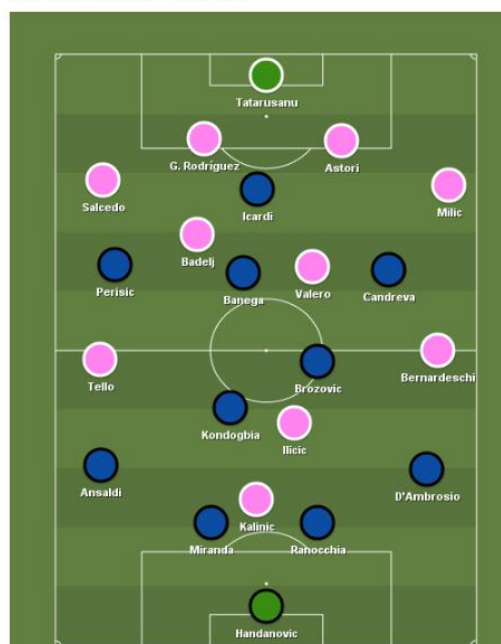 Tatarusanu
G. Rodríguez
Astori
Salcedo
Icardi
Milic
Badelj
Perisic
Banega
Valero
Candreva
Tello
Brozovic
Bernardeschi
Kondogbia
Ilicic
Ansaldi
D'Ambrosio
Kalinic
Miranda
Ranocchia
Handanovic